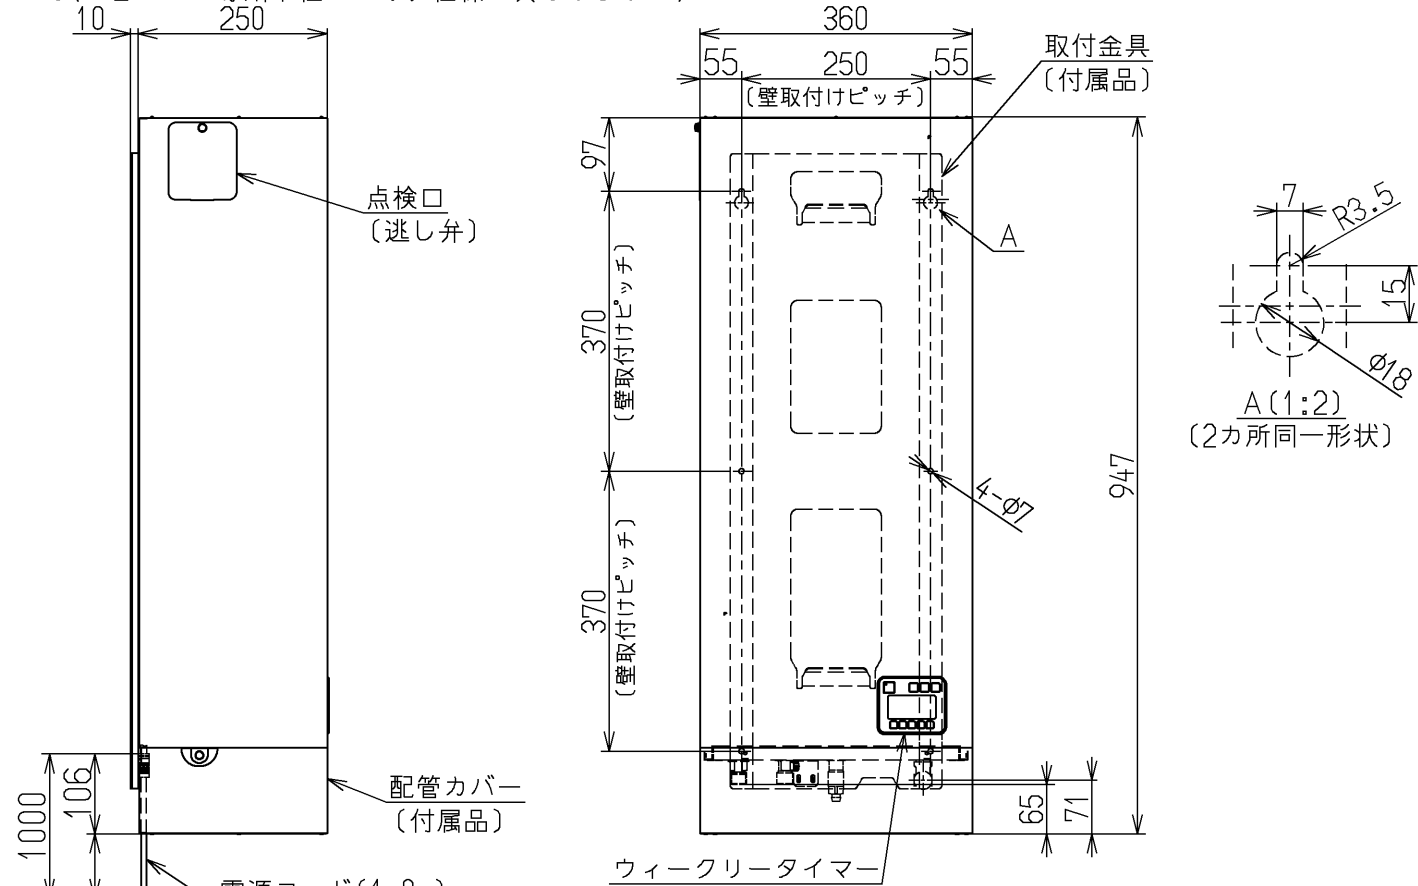 10
250
点検口
(逃し弁)
配管カバー
(付属品)
106
1000
360
55
250
55
(壁取付けピッチ)
取付金具
(付属品)
97
370
(壁取付けピッチ)
370
(壁取付けピッチ)
A
4-φ7
947
65
71
ウィークリータイマー
7
R3.5
15
φ18
A(1:2)
(2カ所同一形状)